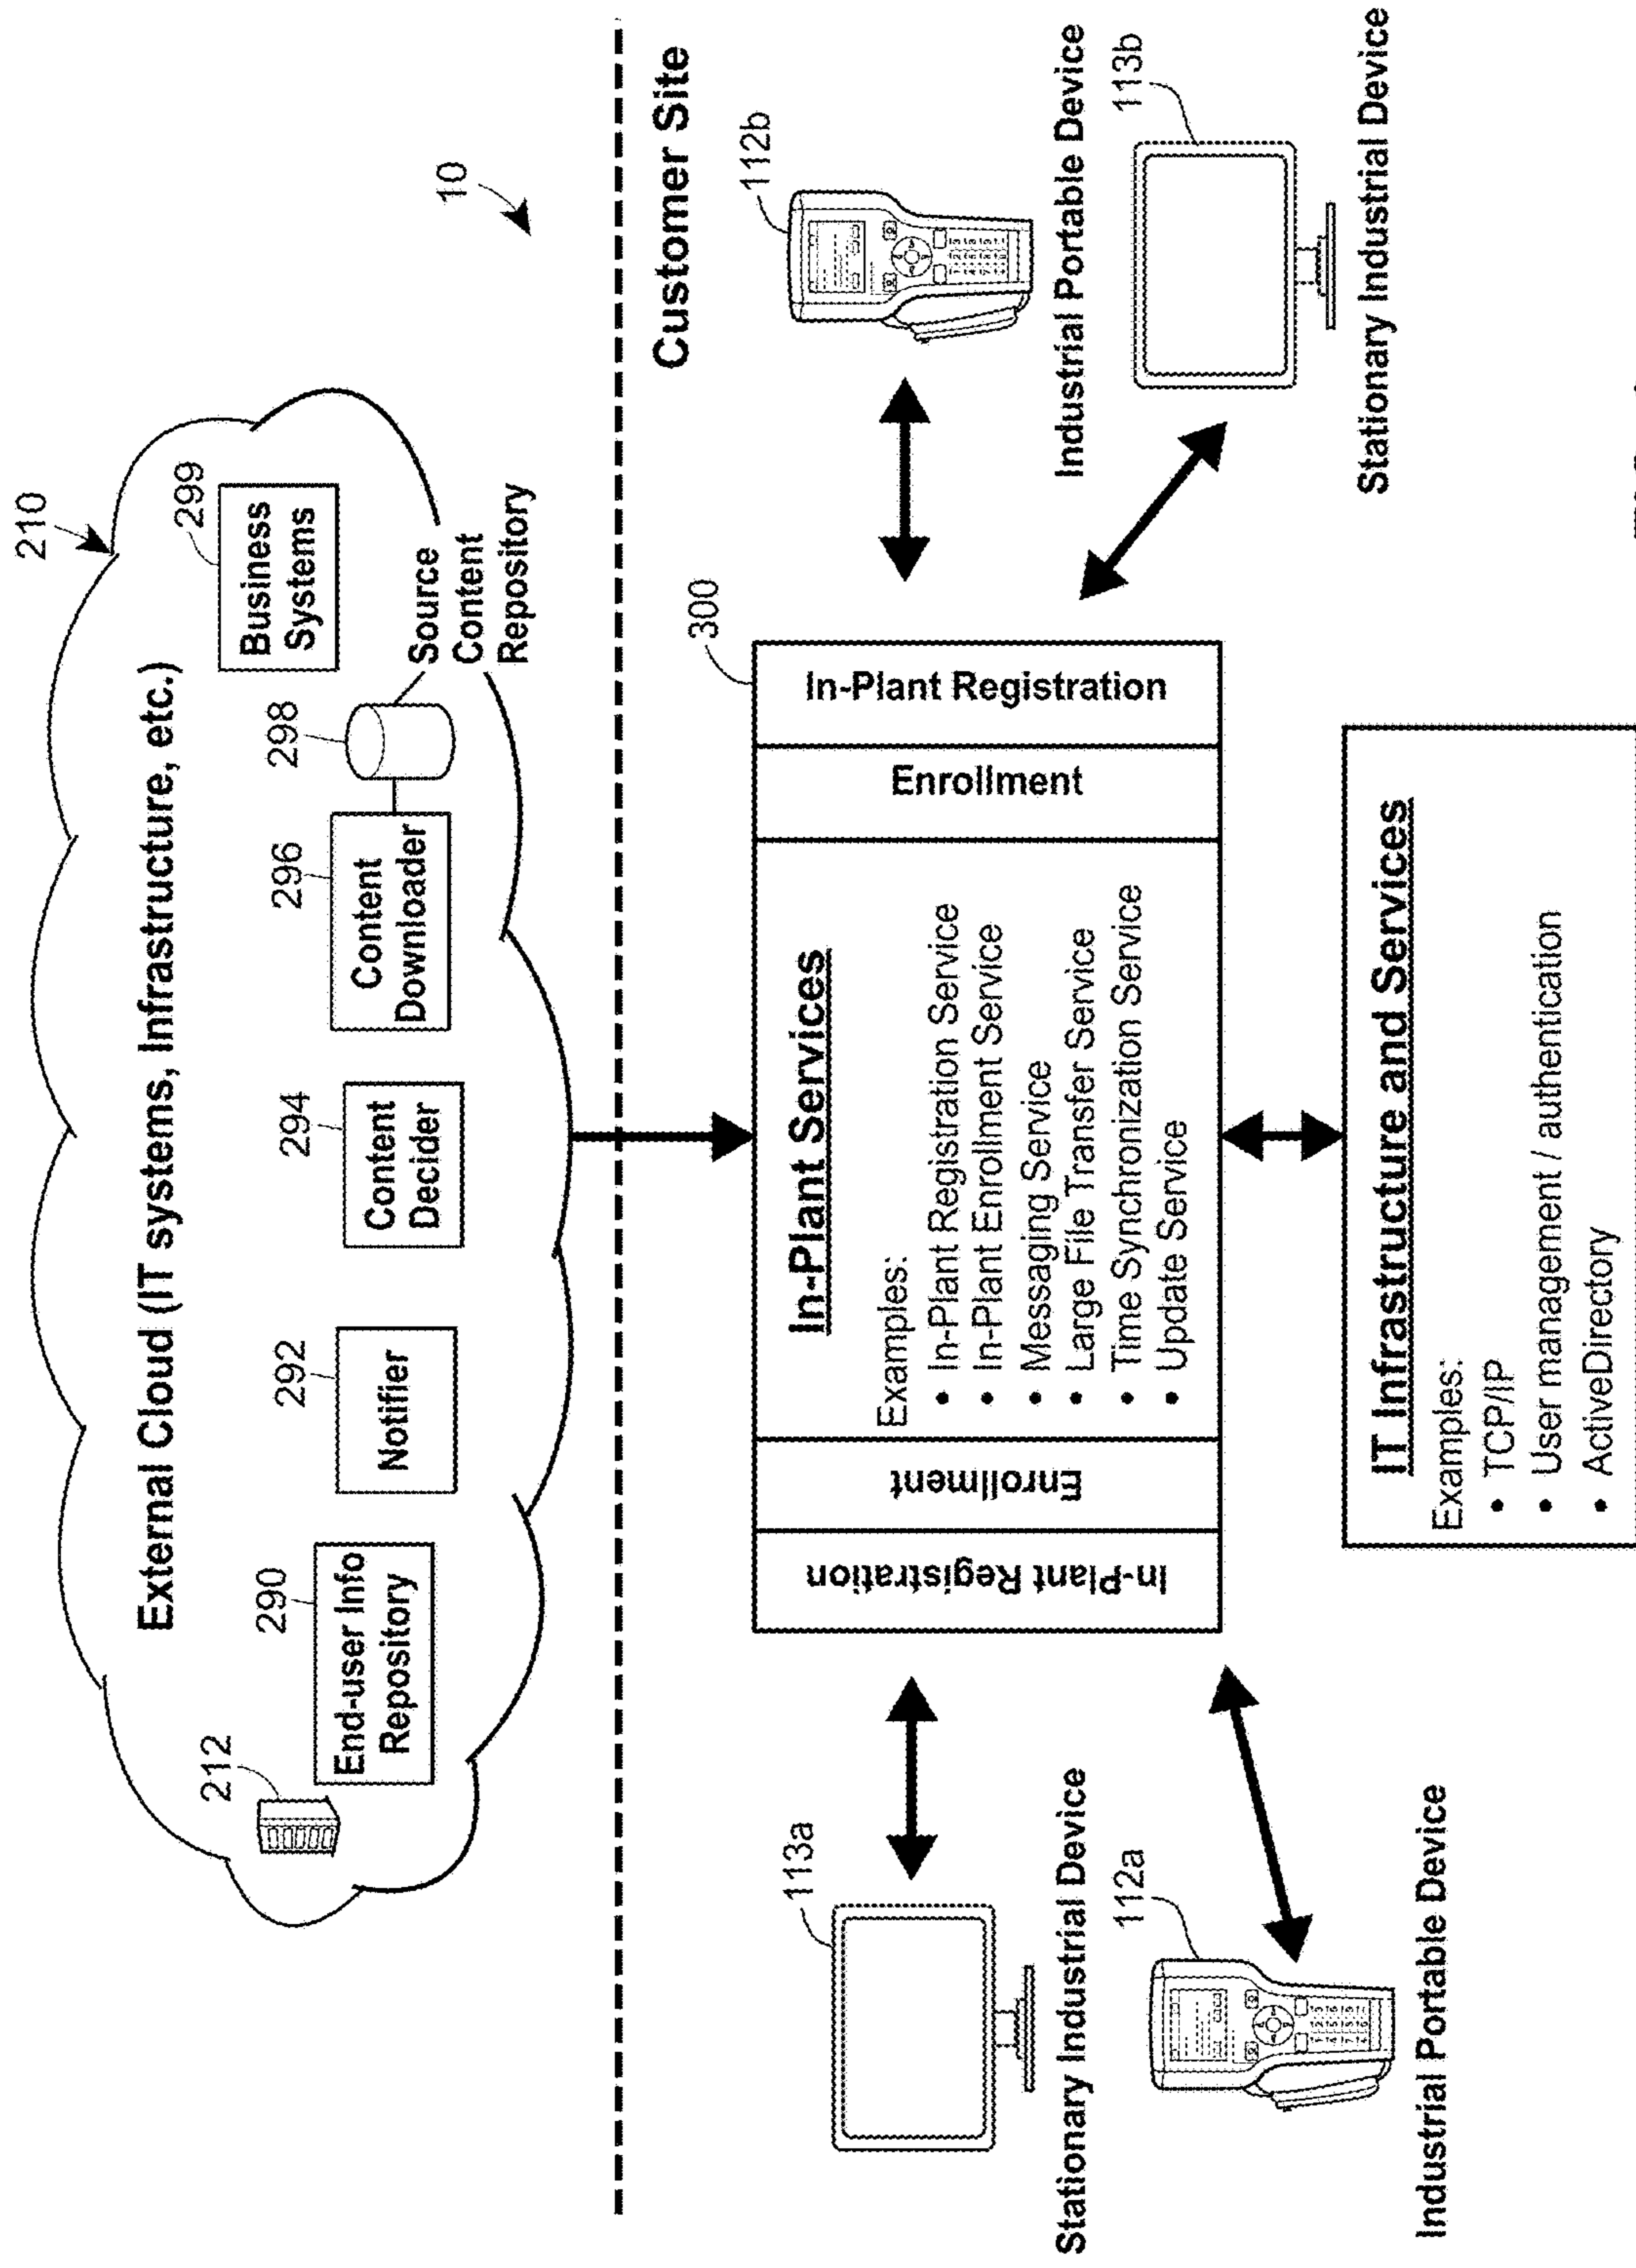 210
External Cloud (IT systems, Infrastructure, etc.)
212
290
End-user Info
Repository
292
Notifier
294
Content
Decider
296
Content
Downloader
298
Source
Content
Repository
299
Business
Systems
10
Customer Site
113a
Stationary Industrial Device
112a
Industrial Portable Device
300
In-Plant Registration
Enrollment
In-Plant Services
Examples:
• In-Plant Registration Service
• In-Plant Enrollment Service
• Messaging Service
• Large File Transfer Service
• Time Synchronization Service
• Update Service
Enrollment
In-Plant Registration
112b
Industrial Portable Device
113b
Stationary Industrial Device
IT Infrastructure and Services
Examples:
• TCP/IP
• User management / authentication
• ActiveDirectory